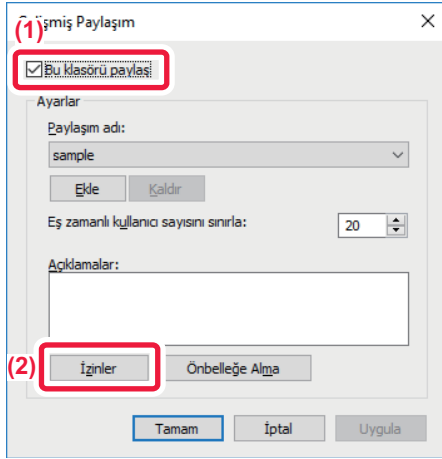 (1)
Gelişmiş Paylaşım
Bu klasörü paylaş
Ayarlar
Paylaşım adı:
sample
Ekle Kaldır
Eş zamanlı kullanıcı sayısını sınırla: 20
Açıklamalar:
(2) İzinler Önbelleğe Alma
Tamam İptal Uygula